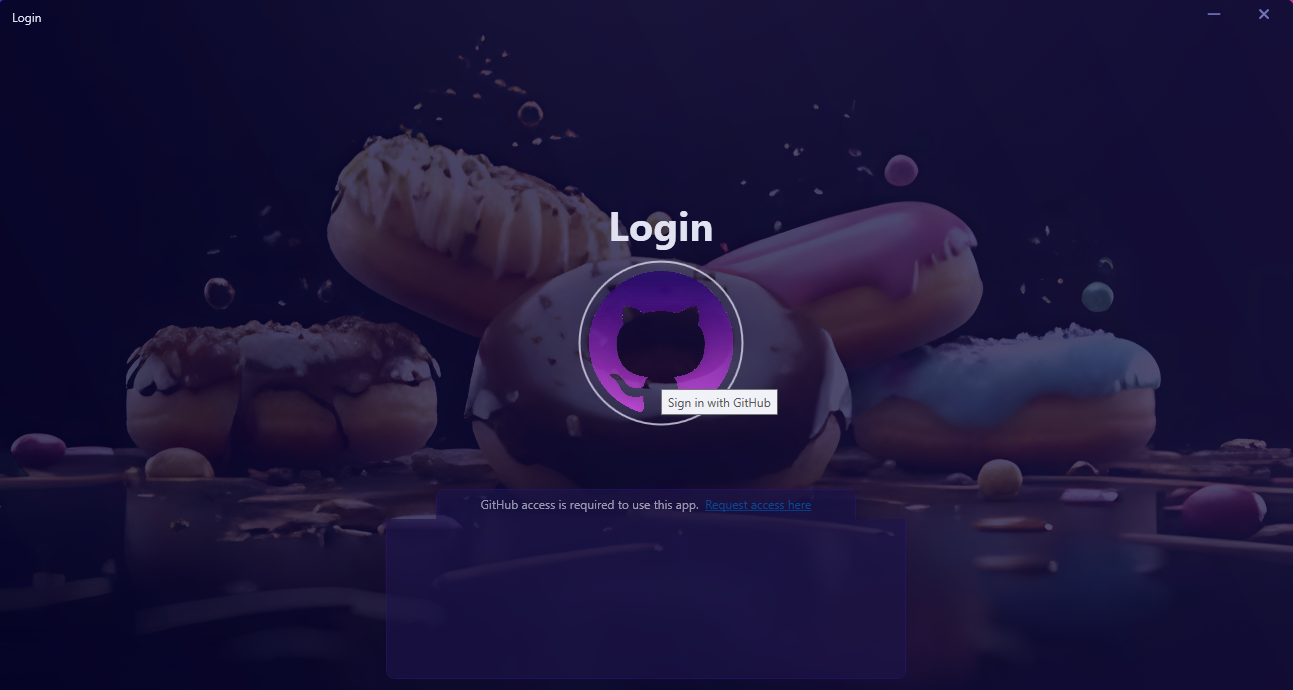 Login
Login
Sign in with GitHub
GitHub access is required to use this app. Request access here